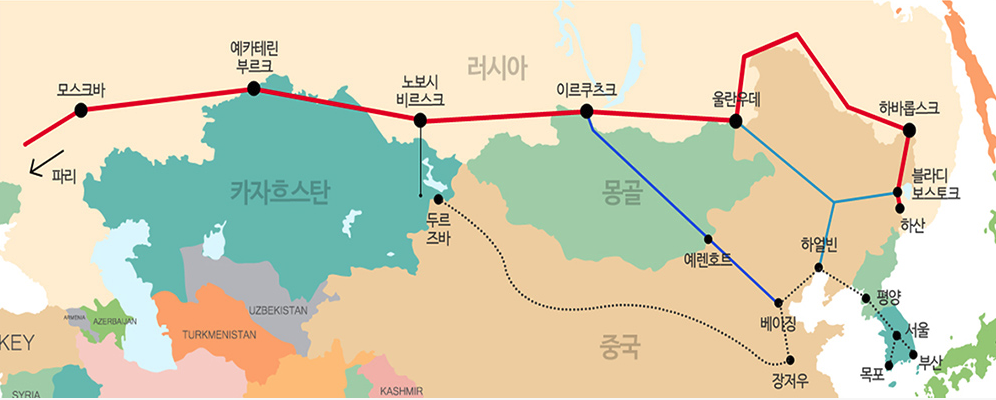 예카테린
부르크
모스크바
노보시
비르스크
러시아
이르쿠츠크
울란우데
하바롭스크
파리
카자흐스탄
몽골
블라디
보스토크
하산
두르
즈바
예렌호트
하얼빈
평양
ARMENIA
AZERBAIJAN
UZBEKISTAN
TURKMENISTAN
KEY
베이징
서울
중국
부산
목포
장저우
SYRIA
KASHMIR